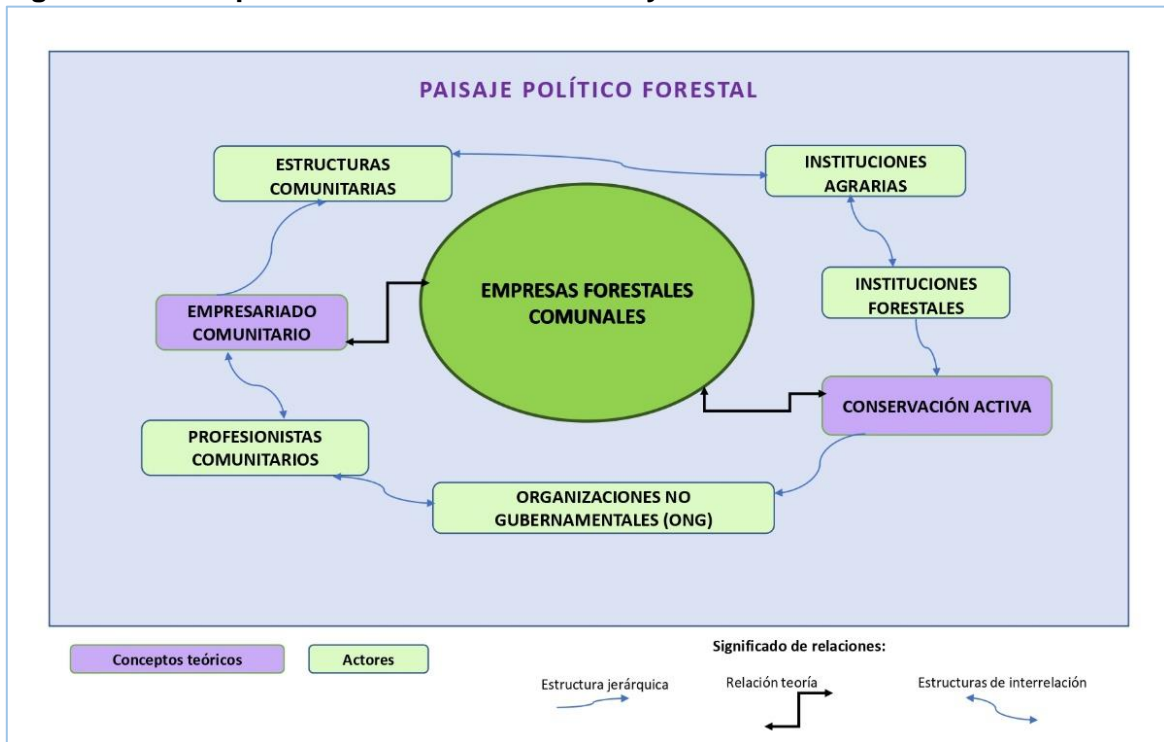 PAISAJE POLÍTICO FORESTAL
ESTRUCTURAS
COMUNITARIAS
INSTITUCIONES
AGRARIAS
EMPRESAS FORESTALES
COMUNALES
INSTITUCIONES
FORESTALES
EMPRESARIADO
COMUNITARIO
CONSERVACIÓN ACTIVA
PROFESIONISTAS
COMUNITARIOS
ORGANIZACIONES NO
GUBERNAMENTALES (ONG)
Conceptos teóricos
Actores
Significado de relaciones:
Estructura jerárquica
Relación teoría
Estructuras de interrelación